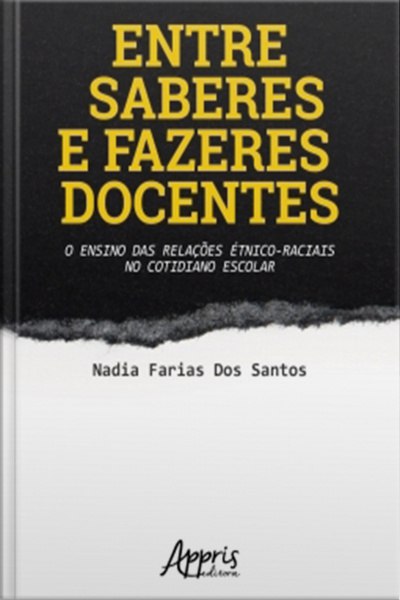 ENTRE
SABERES
E FAZERES
DOCENTES
O ENSINO DAS RELAÇÕES ÉTNICO-RACIAIS
NO COTIDIANO ESCOLAR
Nadia Farias Dos Santos
Appris
editora